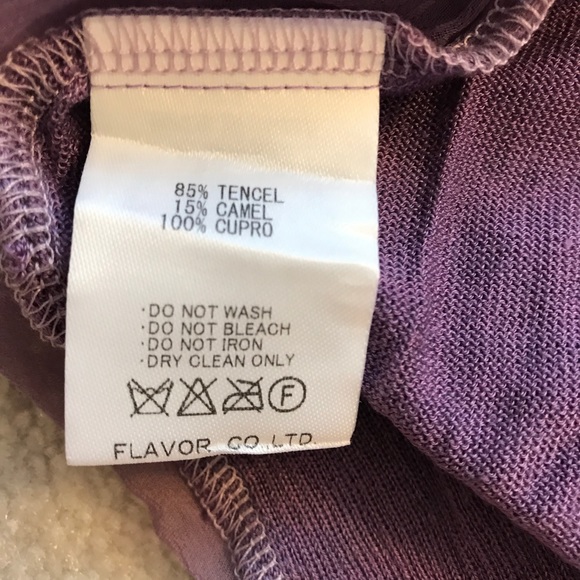 85% TENCEL
15% CAMEL
100% CUPRO
·DO NOT WASH
·DO NOT BLEACH
·DO NOT IRON
·DRY CLEAN ONLY
F
FLAVOR CO.,LTD.